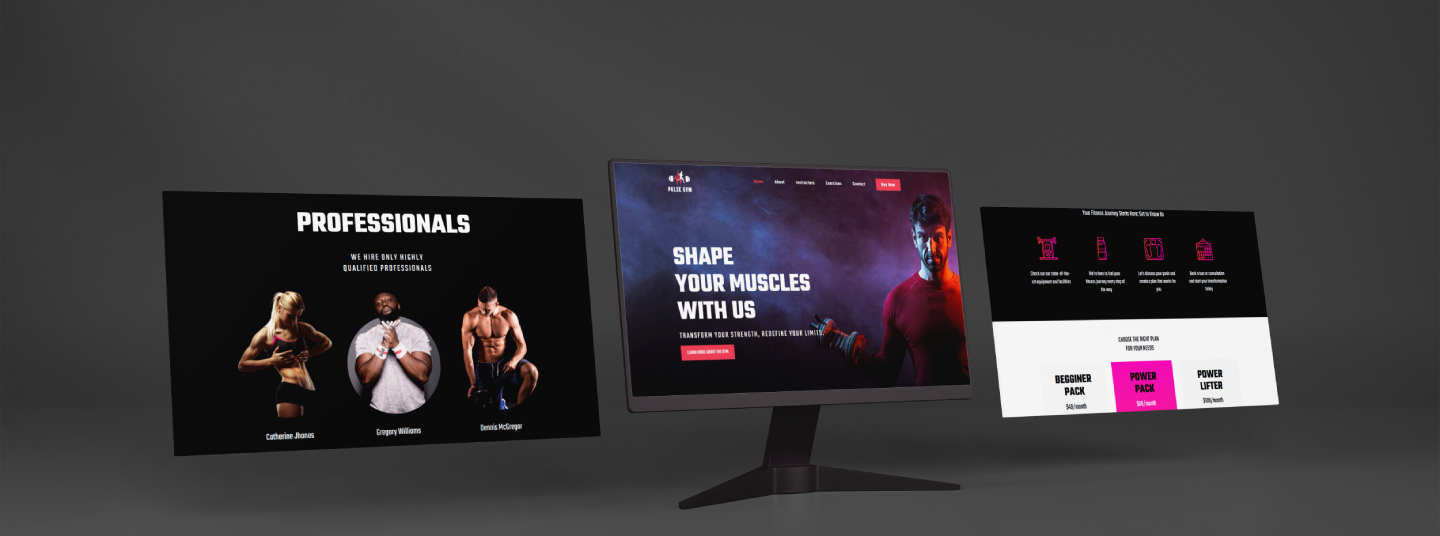 PROFESSIONALS
WE HIRE ONLY HIGHLY
QUALIFIED PROFESSIONALS
Catherine Jhones
Gregory Williams
Dennis McGregor
PULSE GYM
Home
About
Instructors
Exercises
Contact
Buy Now
SHAPE
YOUR MUSCLES
WITH US
TRANSFORM YOUR STRENGTH, REDEFINE YOUR LIMITS.
LEARN MORE ABOUT THE GYM
Your Fitness Journey Starts Here: Get to Know Us
Check out our state-of-the-
art equipment and facilities
We're here to fuel your
fitness journey every step of
the way
Let's discuss your goals and
create a plan that works for
you
Book a tour or consultation
and start your transformation
today
CHOOSE THE RIGHT PLAN
FOR YOUR NEEDS
BEGGINER
PACK
$49/month
POWER
PACK
$69/month
POWER
LIFTER
$109/month